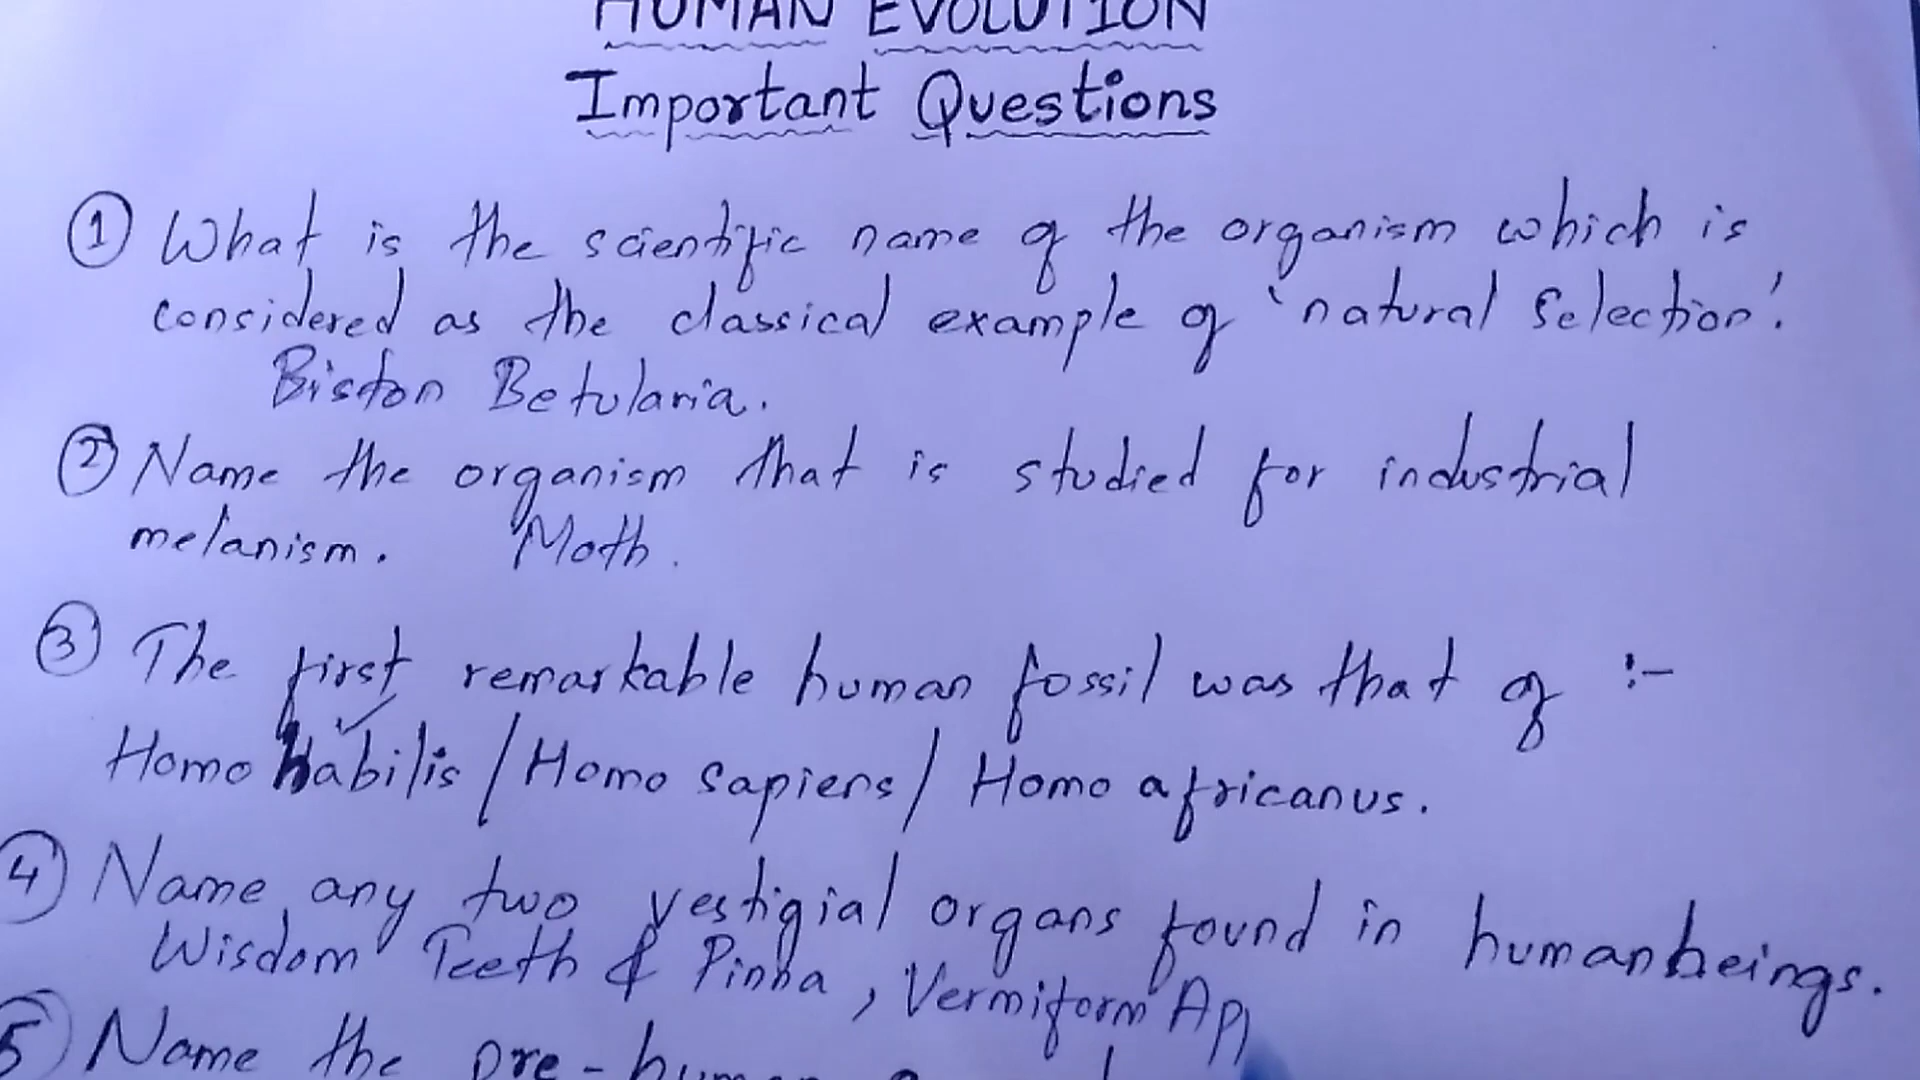 HUMAN EVOLUTION
Important Questions
① What is the scientific name of the organism which is
considered as the classical example of 'natural Selection'.
Biston Betularia.
② Name the organism that is studied for industrial
melanism. Moth.
③ The first remarkable human fossil was that of :-
Homo habilis / Homo sapiens / Homo africanus.
④ Name any two vestigial organs found in humanbeings.
Wisdom Teeth & Pinna, Vermiform App
⑤ Name the pre-human